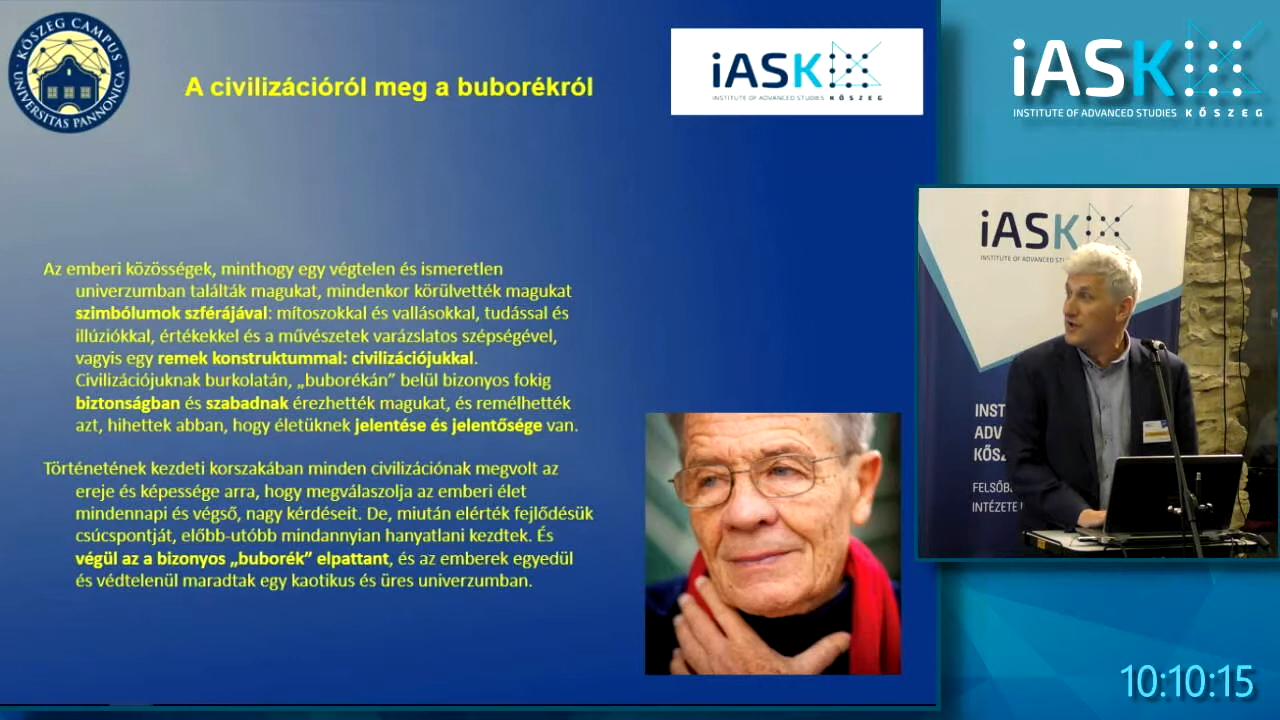 KŐSZEG CAMPUS
UNIVERSITAS PANNONICA
A civilizációról meg a buborékról
iASK
INSTITUTE OF ADVANCED STUDIES KŐSZEG
iASK
INSTITUTE OF ADVANCED STUDIES KŐSZEG
Az emberi közösségek, minthogy egy végtelen és ismeretlen
univerzumban találták magukat, mindenkor körülvették magukat
szimbólumok szférájával: mítoszokkal és vallásokkal, tudással és
illúziókkal, értékekkel és a művészetek varázslatos szépségével,
vagyis egy remek konstruktummal: civilizációjukkal.
Civilizációjuknak burkolatán, „buborékán” belül bizonyos fokig
biztonságban és szabadnak érezhették magukat, és remélhették
azt, hihettek abban, hogy életüknek jelentése és jelentősége van.
Történetének kezdeti korszakában minden civilizációnak megvolt az
ereje és képessége arra, hogy megválaszolja az emberi élet
mindennapi és végső, nagy kérdéseit. De, miután elérték fejlődésük
csúcspontját, előbb-utóbb mindannyian hanyatlani kezdtek. És
végül az a bizonyos „buborék” elpattant, és az emberek egyedül
és védtelenül maradtak egy kaotikus és üres univerzumban.
iASK
INSTITUTE OF ADVANCED STU
INST
ADV
KŐSZ
FELSŐB
INTÉZETE
10:10:15